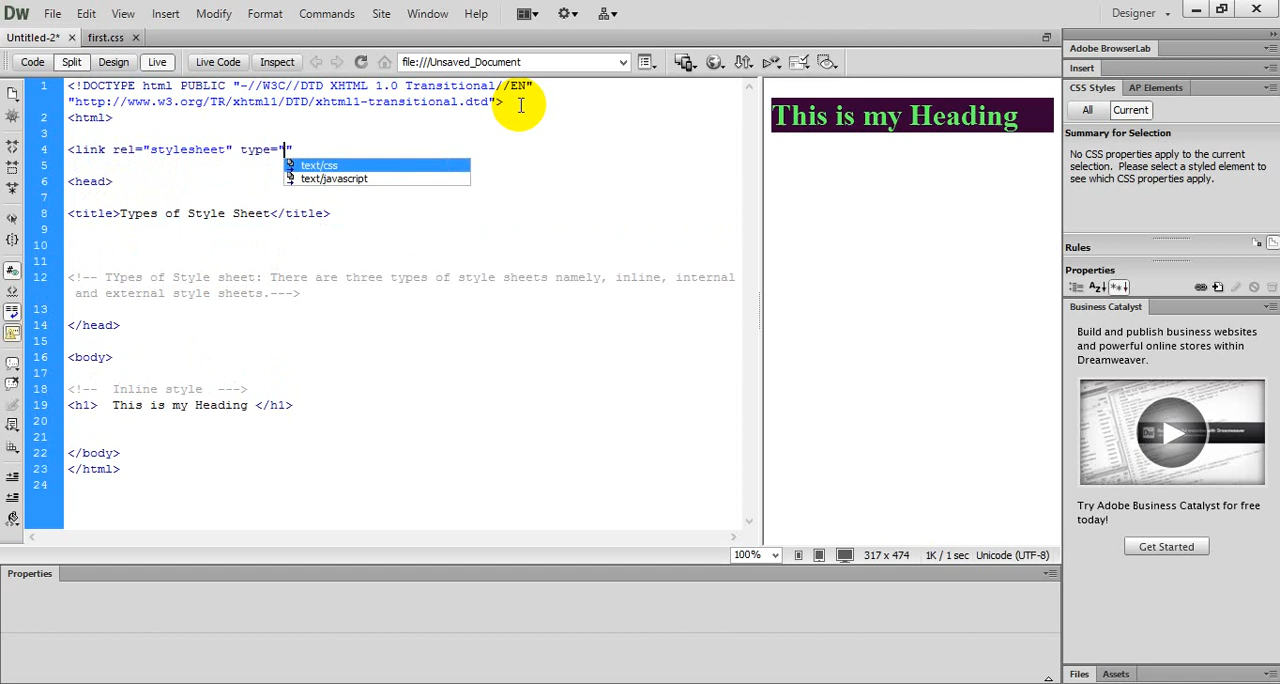 Dw File Edit View Insert Modify Format Commands Site Window Help Designer
Untitled-2* × first.css ×
Code Split Design Live Live Code Inspect file:///Unsaved_Document
1 <!DOCTYPE html PUBLIC "-//W3C//DTD XHTML 1.0 Transitional//EN"
"http://www.w3.org/TR/xhtml1/DTD/xhtml1-transitional.dtd">
2 <html>
3
4 <link rel="stylesheet" type=""
text/css
5
text/javascript
6 <head>
7
8 <title>Types of Style Sheet</title>
9
10
11
12 <!-- TYpes of Style sheet: There are three types of style sheets namely, inline, internal
and external style sheets.--->
13
14 </head>
15
16 <body>
17
18 <!-- Inline style --->
19 <h1> This is my Heading </h1>
20
21
22 </body>
23 </html>
24
This is my Heading
100% 317 x 474 1K / 1 sec Unicode (UTF-8)
Properties
Adobe BrowserLab
Insert
CSS Styles AP Elements
All Current
Summary for Selection
No CSS properties apply to the current
selection. Please select a styled element to
see which CSS properties apply.
Rules
Properties
Business Catalyst
Build and publish business websites
and powerful online stores within
Dreamweaver.
Try Adobe Business Catalyst for free
today!
Get Started
Files Assets